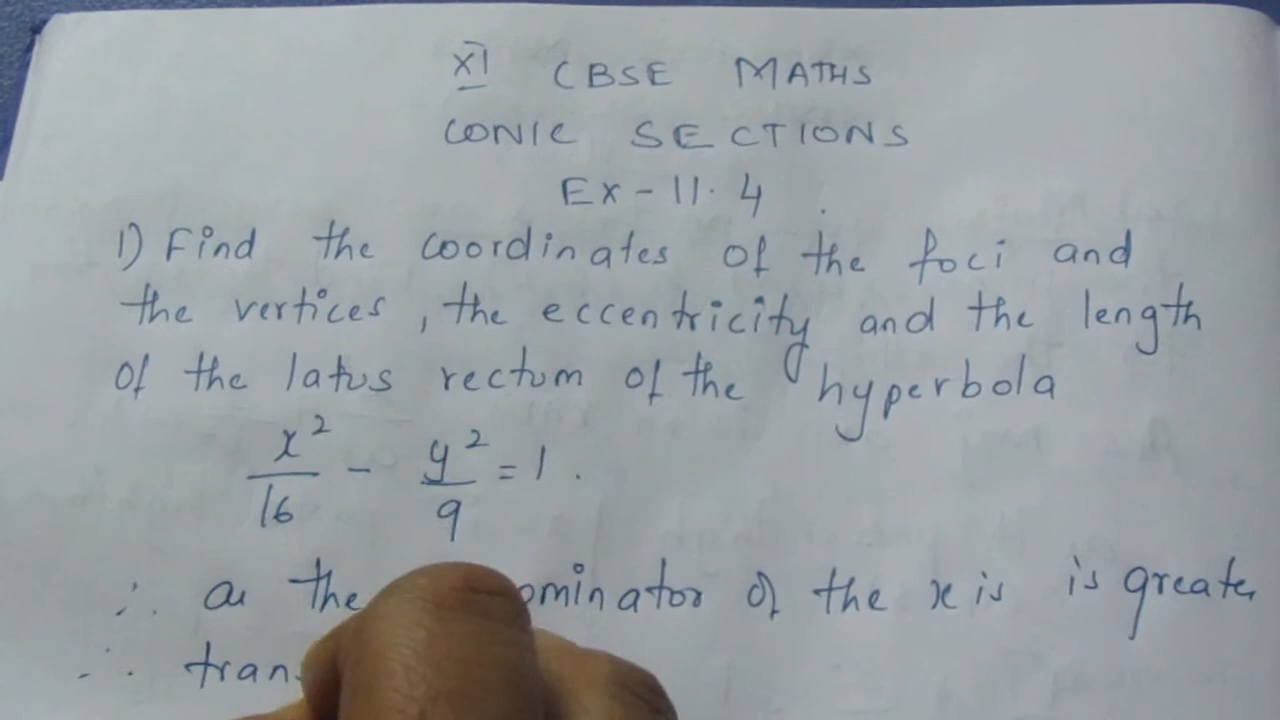 XI CBSE MATHS
CONIC SECTIONS
Ex - 11.4
1) Find the coordinates of the foci and
the vertices, the eccentricity and the length
of the latus rectum of the hyperbola
x²/16 - y²/9 = 1.
∴ as the ominator of the x is is greater
∴ tran